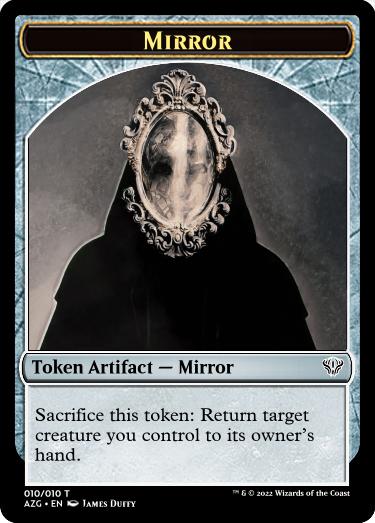 Mirror
Token Artifact — Mirror
Sacrifice this token: Return target
creature you control to its owner's
hand.
010/010 T
AZG • EN James Duffy
™ & © 2022 Wizards of the Coast